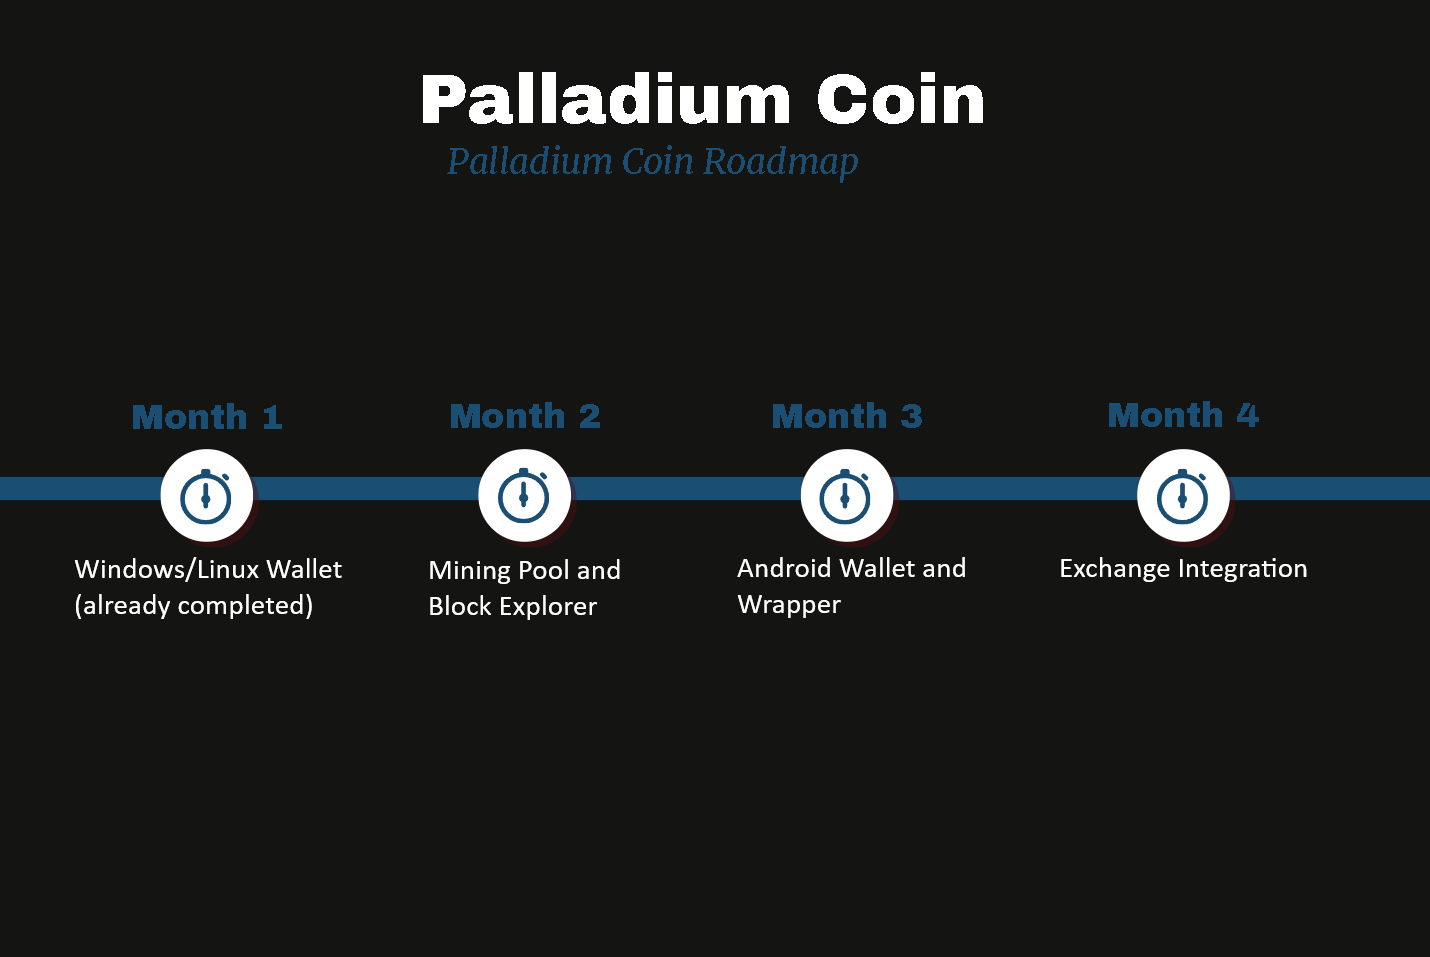 Palladium Coin
Palladium Coin Roadmap
Month 1
Month 2
Month 3
Month 4
Windows/Linux Wallet
(already completed)
Mining Pool and
Block Explorer
Android Wallet and
Wrapper
Exchange Integration